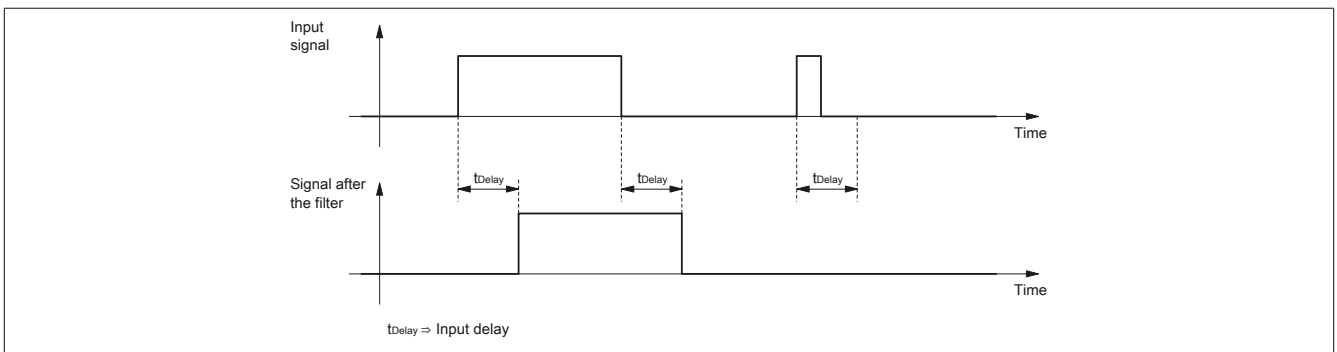 Input
signal
Time
Signal after
the filter
tDelay
tDelay
tDelay
Time
tDelay ⇒ Input delay